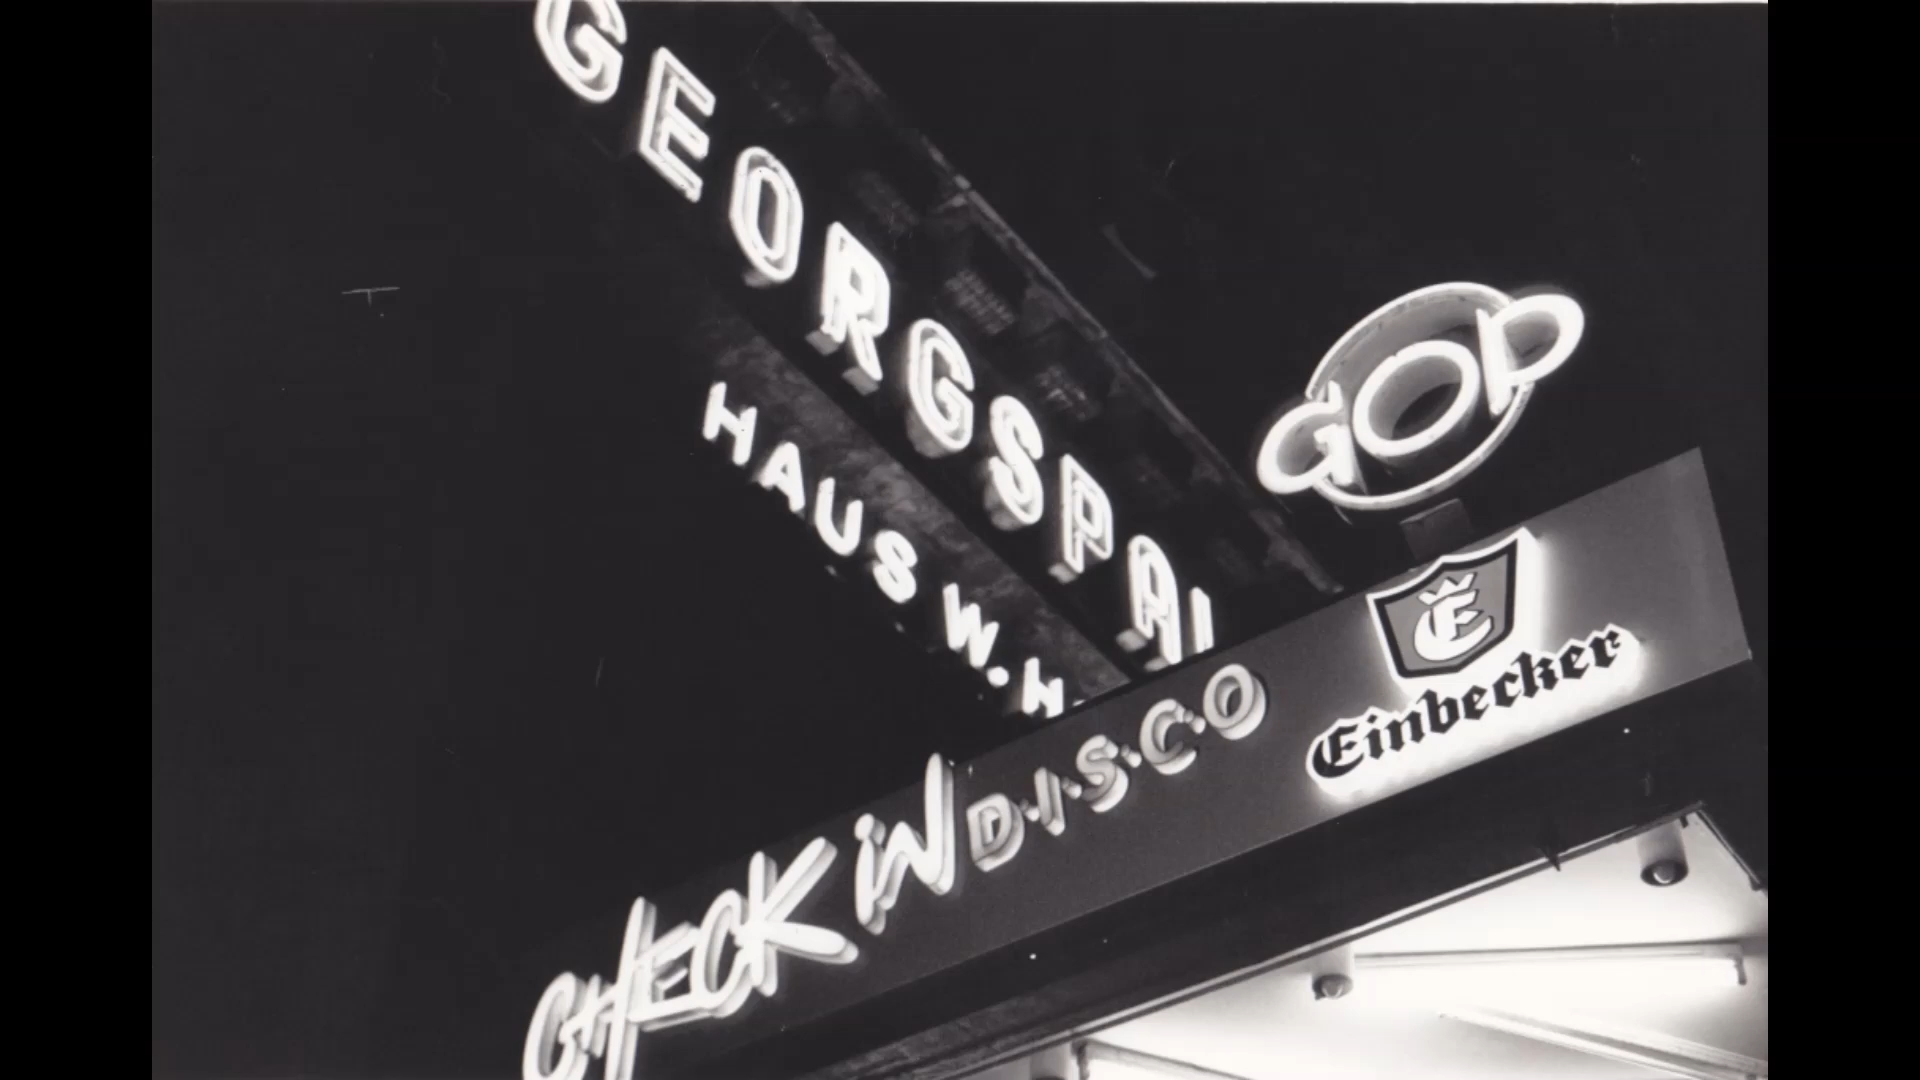 GEORGSPA
HAUS W.H
GOP
E
Einbecker
CHECK iN DISCO